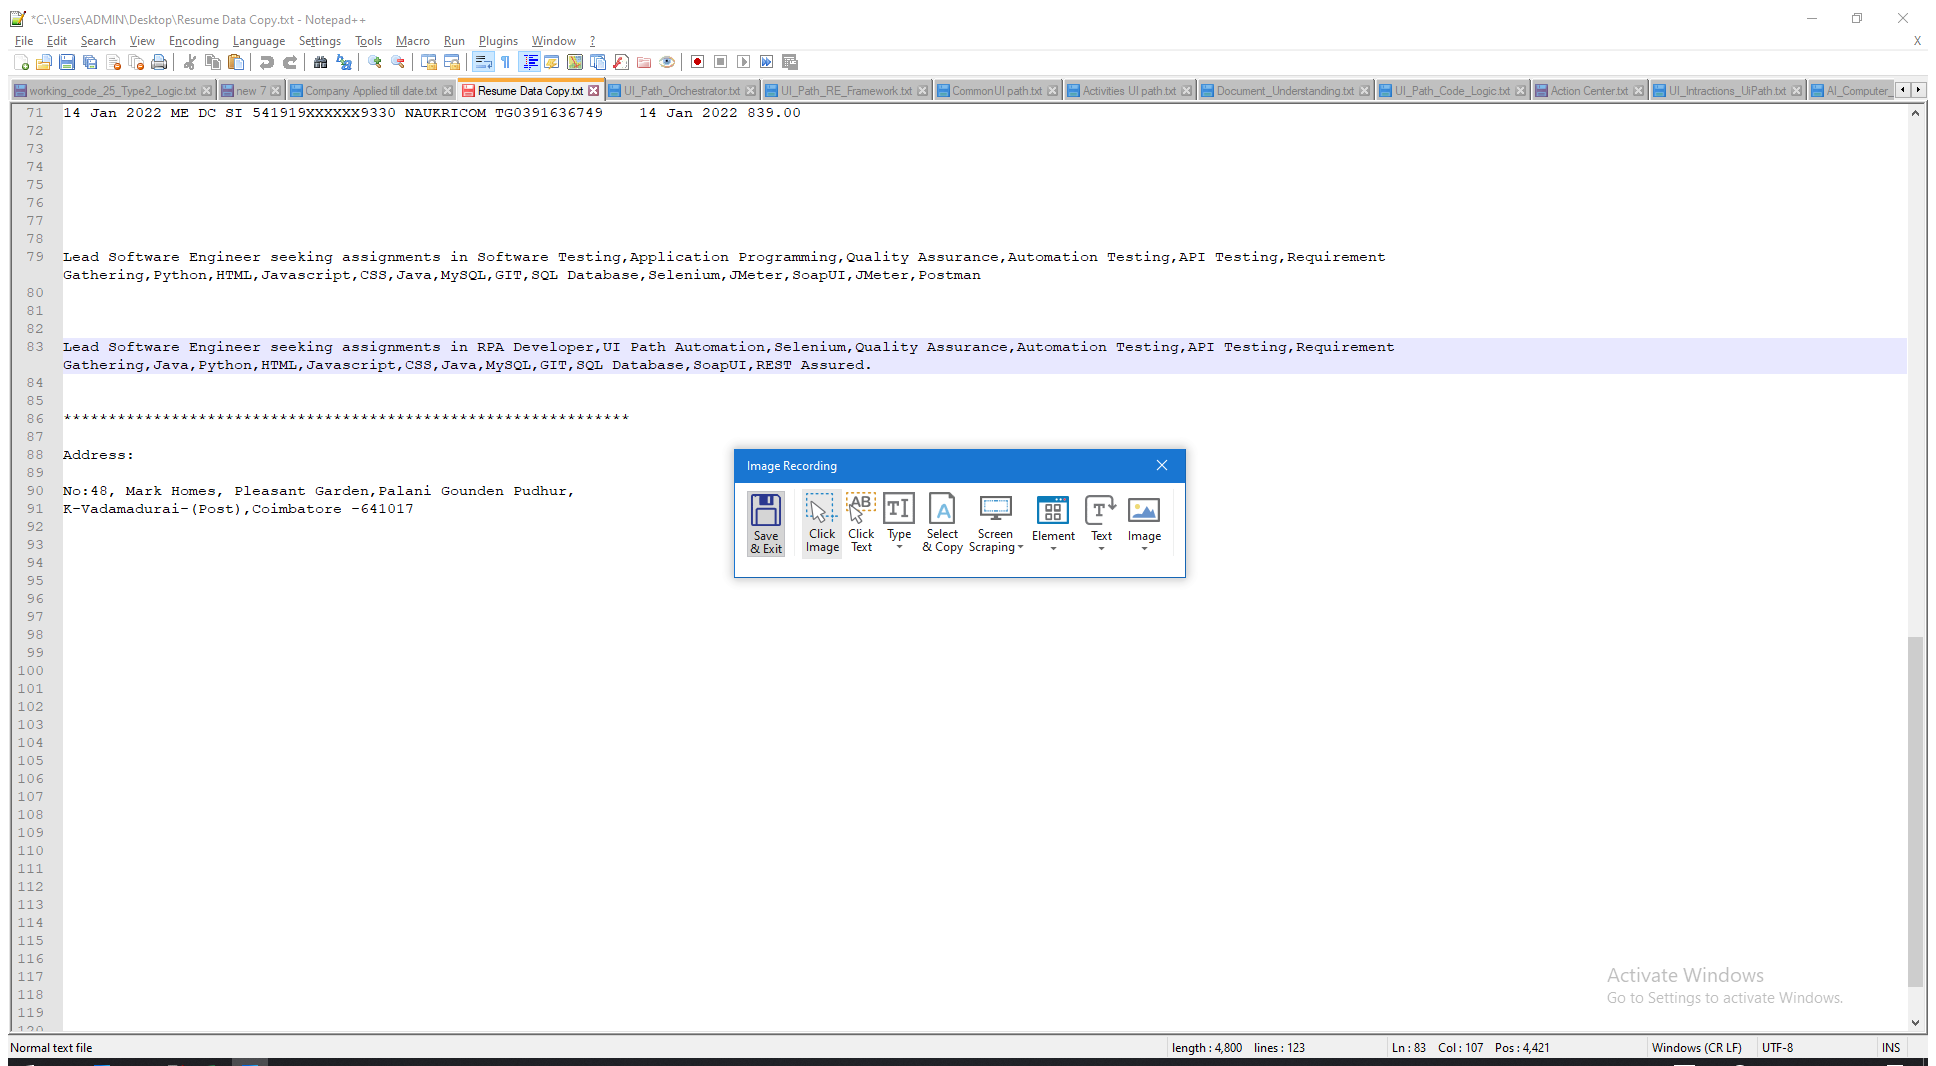 *C:\Users\ADMIN\Desktop\Resume Data Copy.txt - Notepad++
File Edit Search View Encoding Language Settings Tools Macro Run Plugins Window ? X
working_code_25_Type2_Logic.txt new 7 Company Applied till date.txt Resume Data Copy.txt UI_Path_Orchestrator.txt UI_Path_RE_Framework.txt Common UI path.txt Activities UI path.txt Document_Understanding.txt UI_Path_Code_Logic.txt Action Center.txt UI_Intractions_UiPath.txt AI_Computer_
71 14 Jan 2022 ME DC SI 541919XXXXXX9330 NAUKRICOM TG0391636749 14 Jan 2022 839.00
72
73
74
75
76
77
78
79 Lead Software Engineer seeking assignments in Software Testing,Application Programming,Quality Assurance,Automation Testing,API Testing,Requirement
Gathering,Python,HTML,Javascript,CSS,Java,MySQL,GIT,SQL Database,Selenium,JMeter,SoapUI,JMeter,Postman
80
81
82
83 Lead Software Engineer seeking assignments in RPA Developer,UI Path Automation,Selenium,Quality Assurance,Automation Testing,API Testing,Requirement
Gathering,Java,Python,HTML,Javascript,CSS,Java,MySQL,GIT,SQL Database,SoapUI,REST Assured.
84
85
86 ***************************************************************
87
88 Address:
89
90 No:48, Mark Homes, Pleasant Garden,Palani Gounden Pudhur,
91 K-Vadamadurai-(Post),Coimbatore -641017
92
93
94
95
96
97
98
99
100
101
102
103
104
105
106
107
108
109
110
111
112
113
114
115
116
117
118
119
120
Image Recording
Save & Exit
Click Image
Click Text
Type
Select & Copy
Screen Scraping
Element
Text
Image
Activate Windows
Go to Settings to activate Windows.
Normal text file length : 4,800 lines : 123 Ln : 83 Col : 107 Pos : 4,421 Windows (CR LF) UTF-8 INS